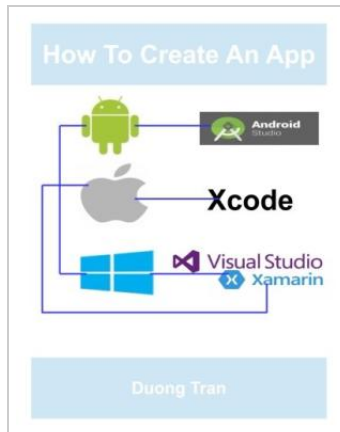 How To Create An App
Android
Studio
Xcode
Visual Studio
Xamarin
Duong Tran